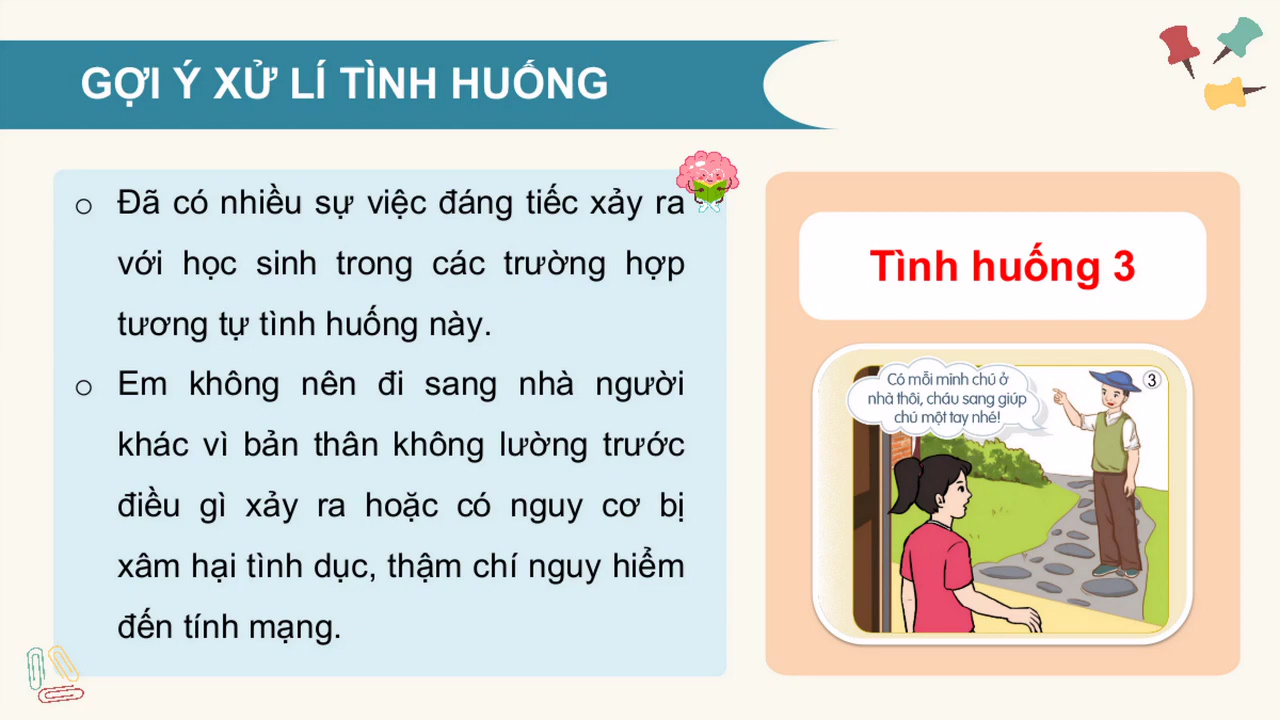 GỢI Ý XỬ LÍ TÌNH HUỐNG
o Đã có nhiều sự việc đáng tiếc xảy ra
với học sinh trong các trường hợp
tương tự tình huống này.
o Em không nên đi sang nhà người
khác vì bản thân không lường trước
điều gì xảy ra hoặc có nguy cơ bị
xâm hại tình dục, thậm chí nguy hiểm
đến tính mạng.
Tình huống 3
Có mỗi mình chú ở
nhà thôi, cháu sang giúp
chú một tay nhé!
3